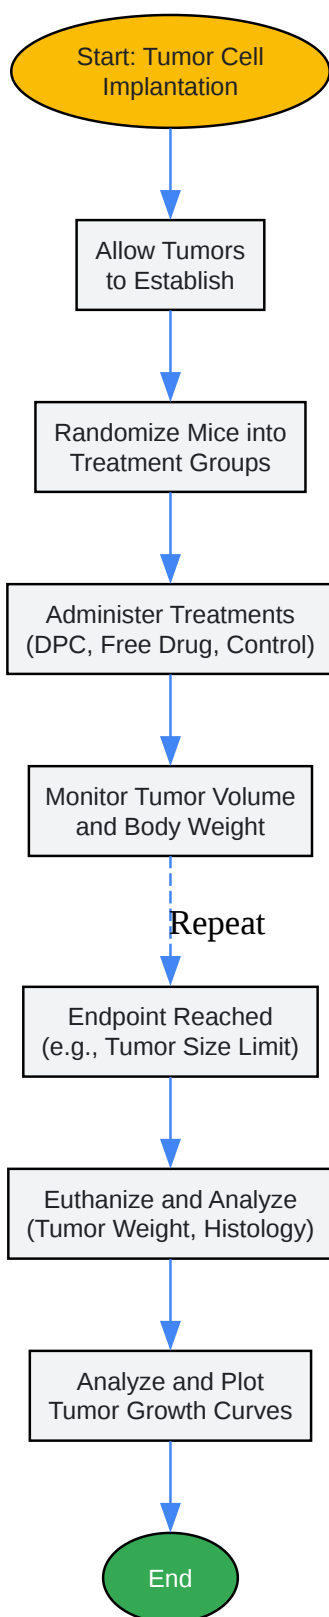 Start: Tumor Cell
Implantation
Allow Tumors
to Establish
Randomize Mice into
Treatment Groups
Administer Treatments
(DPC, Free Drug, Control)
Monitor Tumor Volume
and Body Weight
Repeat
Endpoint Reached
(e.g., Tumor Size Limit)
Euthanize and Analyze
(Tumor Weight, Histology)
Analyze and Plot
Tumor Growth Curves
End